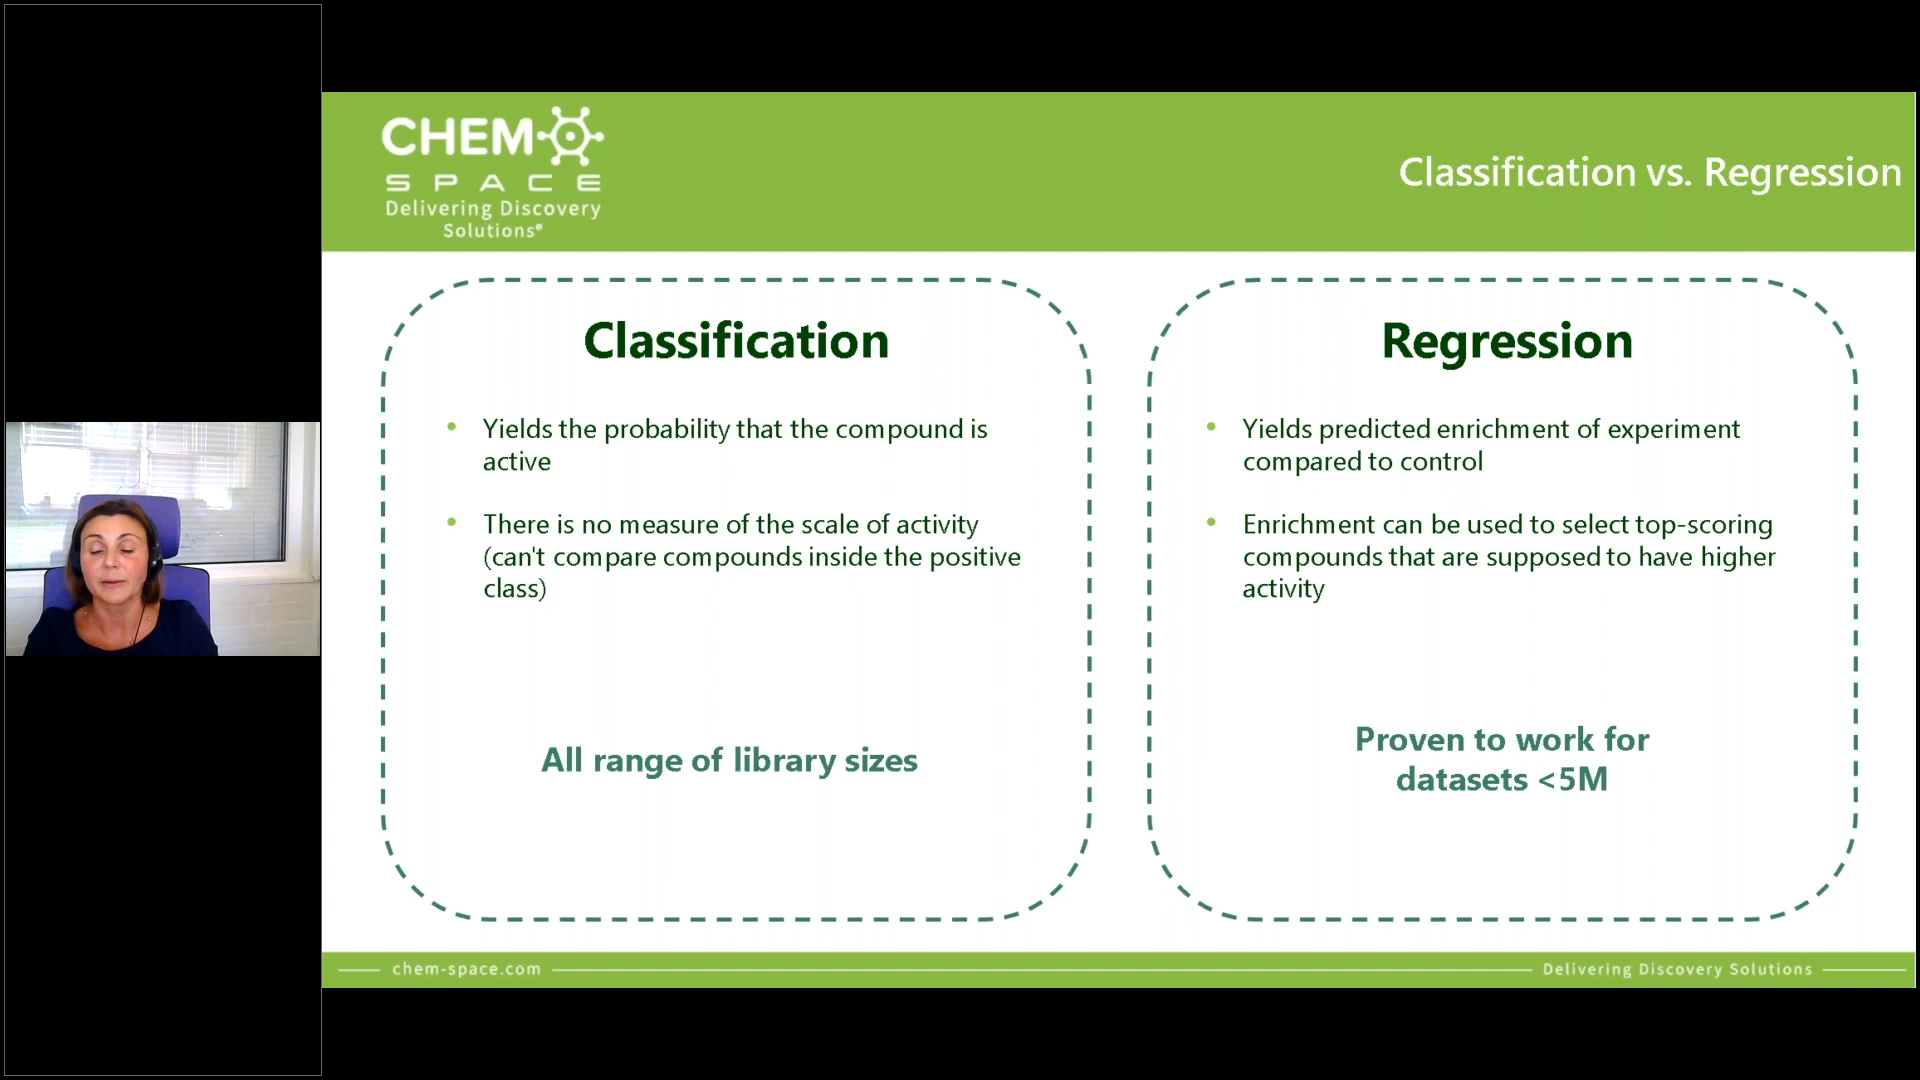 CHEM
SPACE
Delivering Discovery
Solutions®
Classification vs. Regression
Classification
• Yields the probability that the compound is
active
• There is no measure of the scale of activity
(can't compare compounds inside the positive
class)
All range of library sizes
Regression
• Yields predicted enrichment of experiment
compared to control
• Enrichment can be used to select top-scoring
compounds that are supposed to have higher
activity
Proven to work for
datasets <5M
chem-space.com
Delivering Discovery Solutions